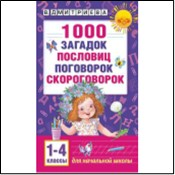 В.ДМИТРИЕВА
1000
ЗАГАДОК
ПОСЛОВИЦ
ПОГОВОРОК
СКОРОГОВОРОК
1-4
классы
для начальной школы